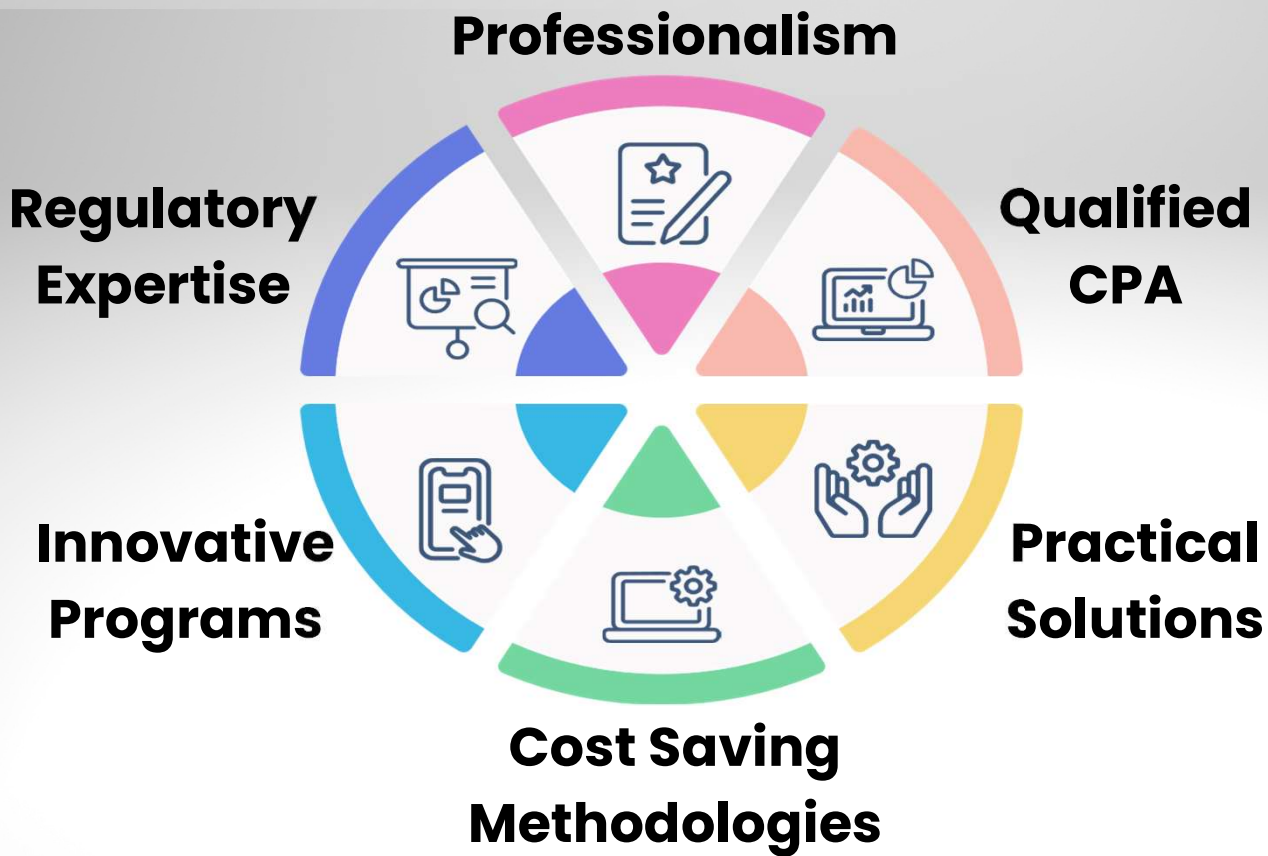 Professionalism
Regulatory
Expertise
Qualified
CPA
Innovative
Programs
Practical
Solutions
Cost Saving
Methodologies